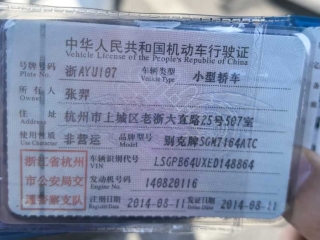 中华人民共和国机动车行驶证
Vehicle License of the People's Republic of China
号牌号码 浙AYU107 车辆类型 小型轿车
Plate No. Vehicle Type
所有人 张羿
Owner
住址 杭州市上城区老浙大直路25号507室
Address
使用性质 非营运 品牌型号 别克牌SGM7164ATC
Use Character Model
浙江省杭州 车辆识别代号 LSGPB64UXED148864
VIN
市公安局交 发动机号码 140820116
Engine No.
通警察支队 注册日期 2014-08-11 发证日期 2014-08-11
Register Date Issue Date